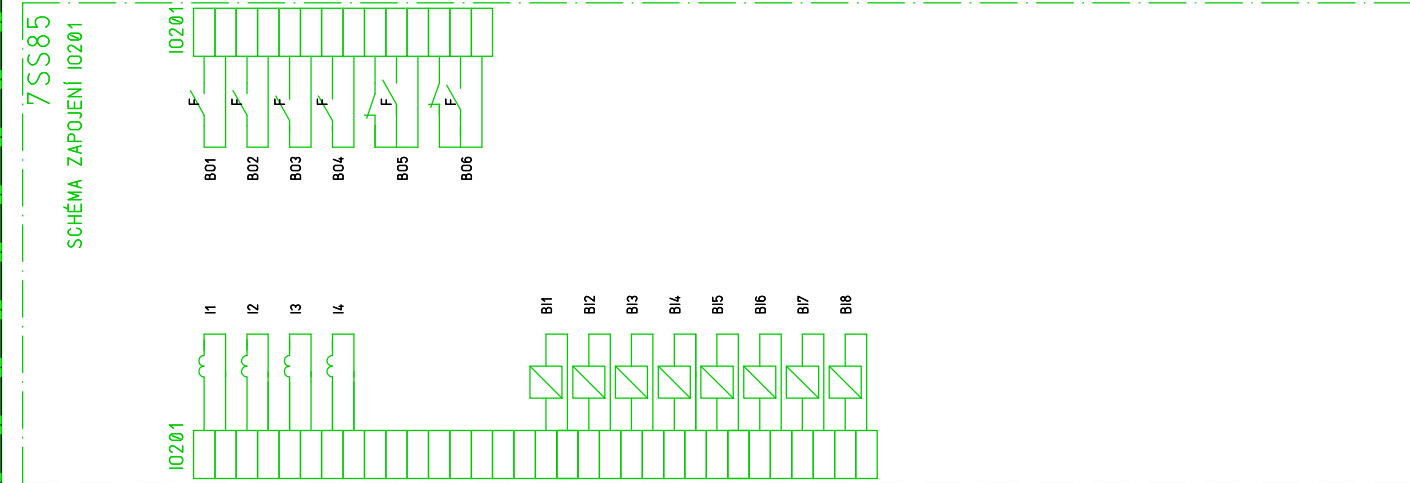 7SS85
SCHÉMA ZAPOJENÍ IO201
IO201
F
F
F
F
F
F
BO1
BO2
BO3
BO4
BO5
BO6
I1
I2
I3
I4
BI1
BI2
BI3
BI4
BI5
BI6
BI7
BI8
IO201